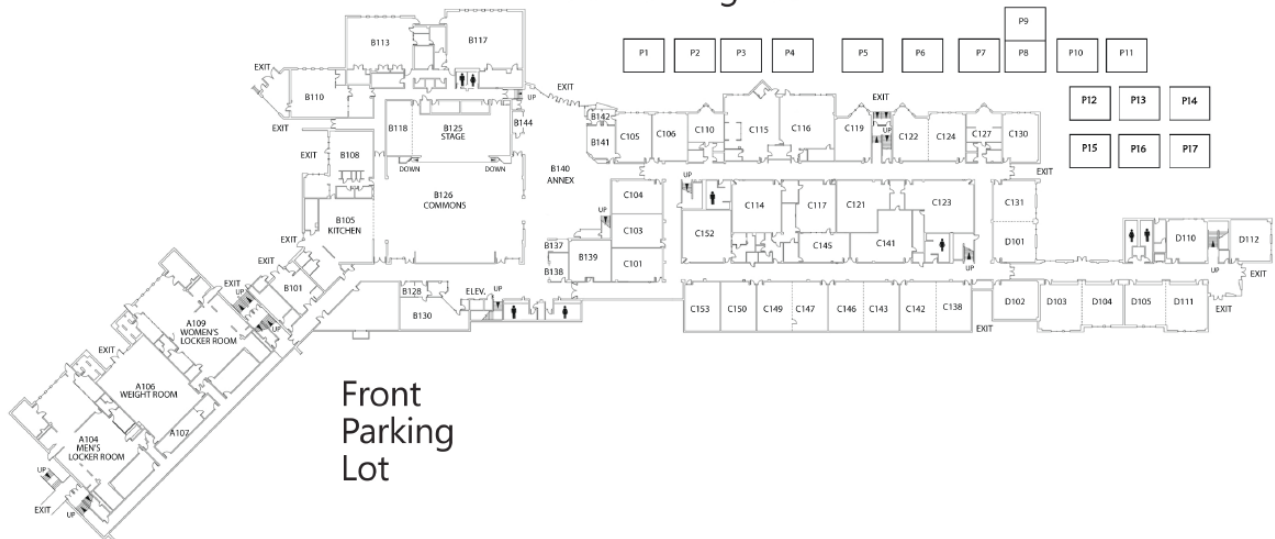 g
P9
P1
P2
P3
P4
P5
P6
P7
P8
P10
P11
P12
P13
P14
P15
P16
P17
B113
B117
EXIT
B110
EXIT
UP
EXIT
B144
B118
B125
STAGE
DOWN
DOWN
EXIT
B108
B126
COMMONS
B105
KITCHEN
B140
ANNEX
B142
B141
C105
C106
C110
C115
C116
C119
EXIT
UP
C122
C124
C127
C130
EXIT
C104
C103
C101
UP
B137
B138
B139
UP
C152
C114
C117
C121
C123
C145
C141
UP
C131
D101
D110
UP
D112
EXIT
EXIT
EXIT
B101
EXIT
UP
UP
B128
B130
ELEV.
UP
C153
C150
C149
C147
C146
C143
C142
C138
EXIT
D102
D103
D104
D105
D111
A109
WOMEN'S
LOCKER ROOM
EXIT
A106
WEIGHT ROOM
A107
A104
MEN'S
LOCKER ROOM
UP
EXIT
UP
Front
Parking
Lot